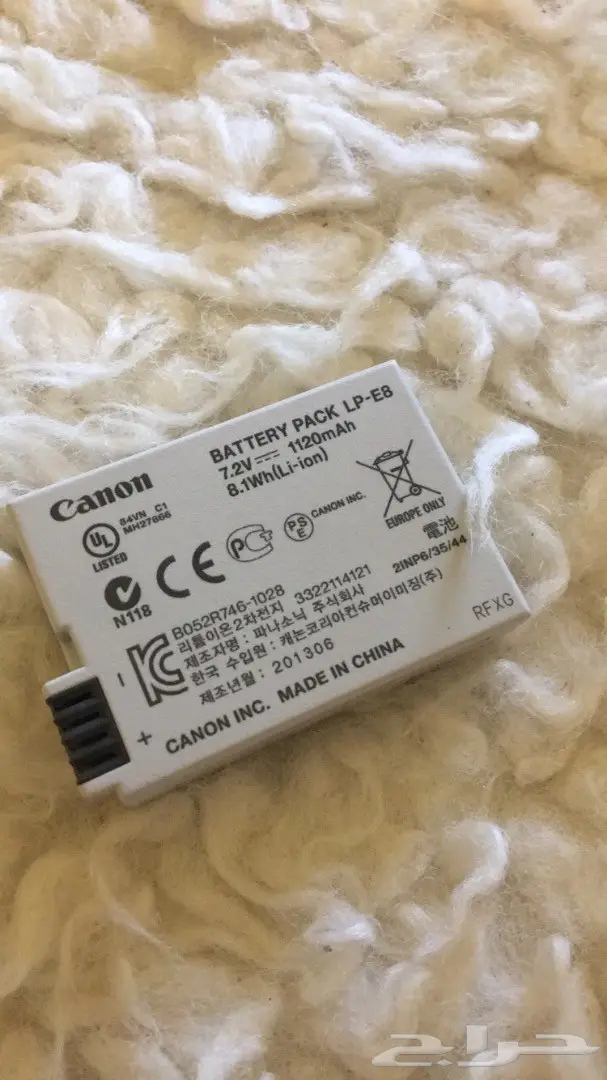 Canon
BATTERY PACK LP-E8
7.2V 1120mAh
8.1Wh(Li-ion)
UL
LISTED
84VN C1
MH27866
N118
CE
PS
E
CANON INC.
EUROPE ONLY
電池
2INP6/35/44
B052R746-1028
리튬이온2차전지 3322114121
제조자명 : 파나소닉 주식회사
한국 수입원 : 캐논코리아컨슈머이미징(주)
제조년월 : 201306
CANON INC. MADE IN CHINA
RFXG
-
+
حراج